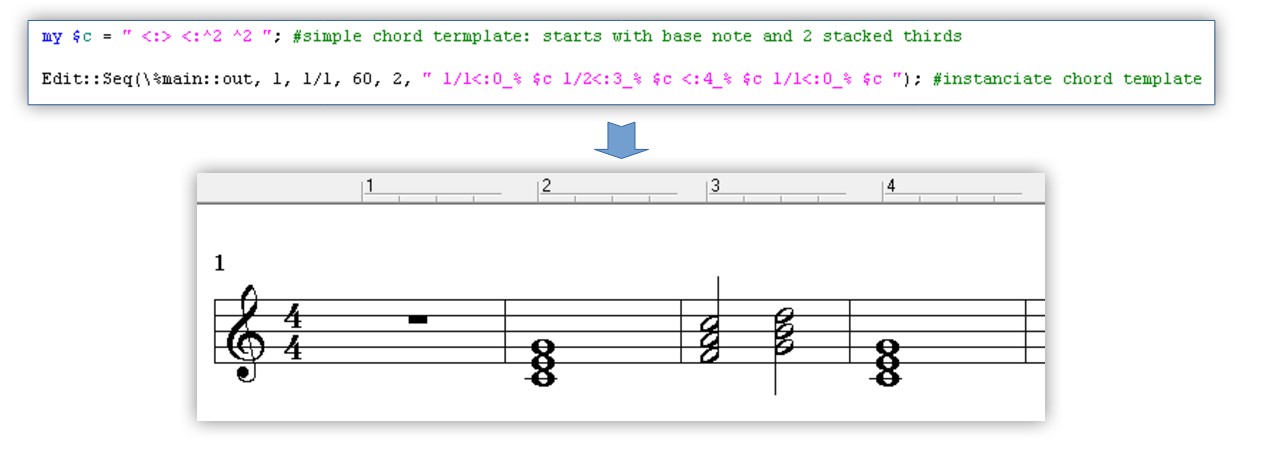 my $c = " <:> <:^2 ^2 "; #simple chord termplate: starts with base note and 2 stacked thirds
Edit::Seq(\%main::out, 1, 1/1, 60, 2, " 1/1<:0_% $c 1/2<:3_% $c <:4_% $c 1/1<:0_% $c "); #instanciate chord template
1 2 3 4
1
4
4